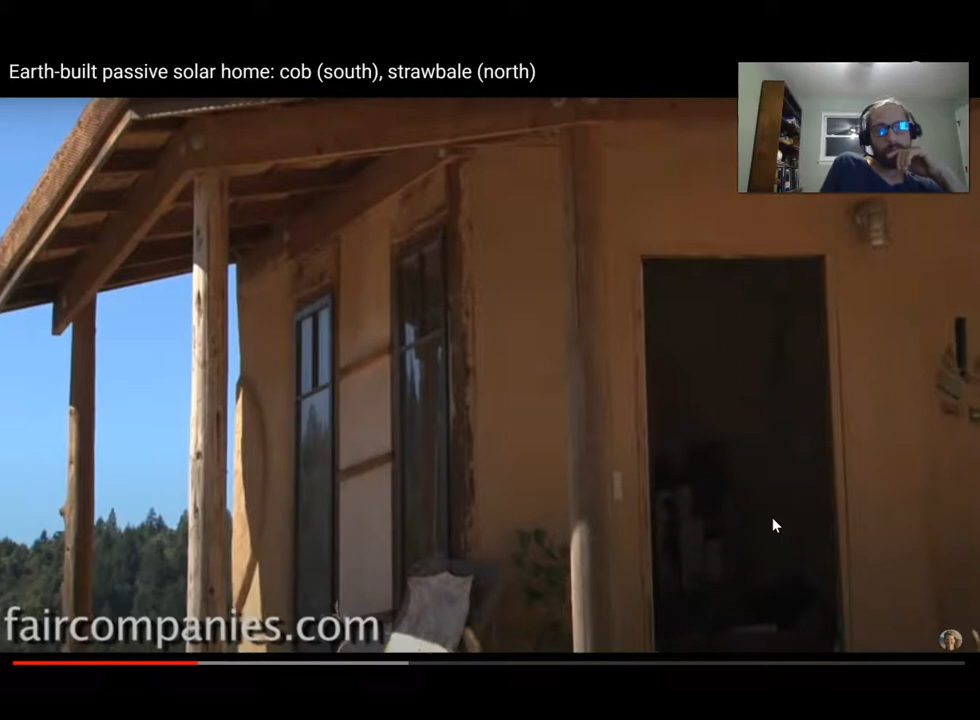 Earth-built passive solar home: cob (south), strawbale (north)
faircompanies.com